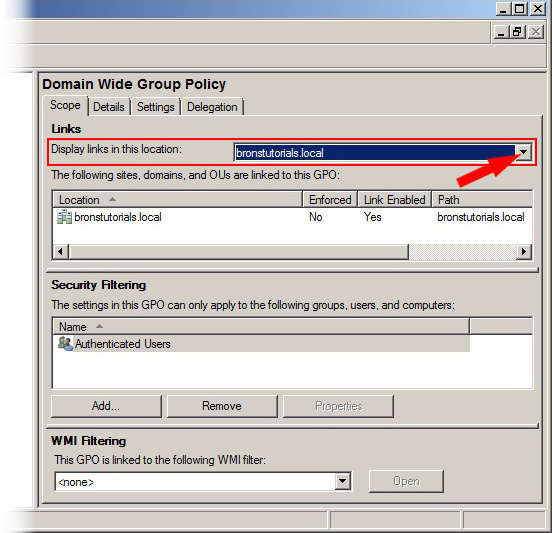 Domain Wide Group Policy
Scope Details Settings Delegation
Links
Display links in this location: bronstutorials.local
The following sites, domains, and OUs are linked to this GPO:
Location Enforced Link Enabled Path
bronstutorials.local No Yes bronstutorials.local
Security Filtering
The settings in this GPO can only apply to the following groups, users, and computers:
Name
Authenticated Users
Add... Remove Properties
WMI Filtering
This GPO is linked to the following WMI filter:
<none> Open